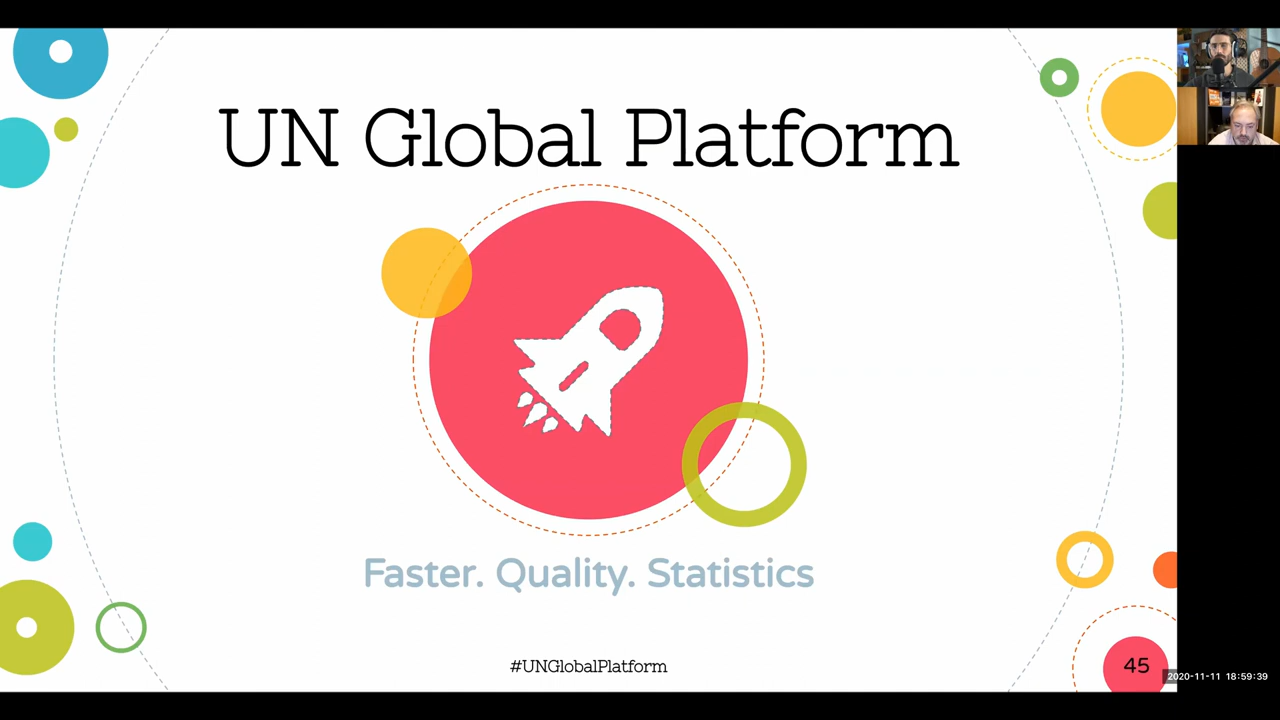 UN Global Platform
Faster. Quality. Statistics
#UNGlobalPlatform
45
2020-11-11 18:59:39